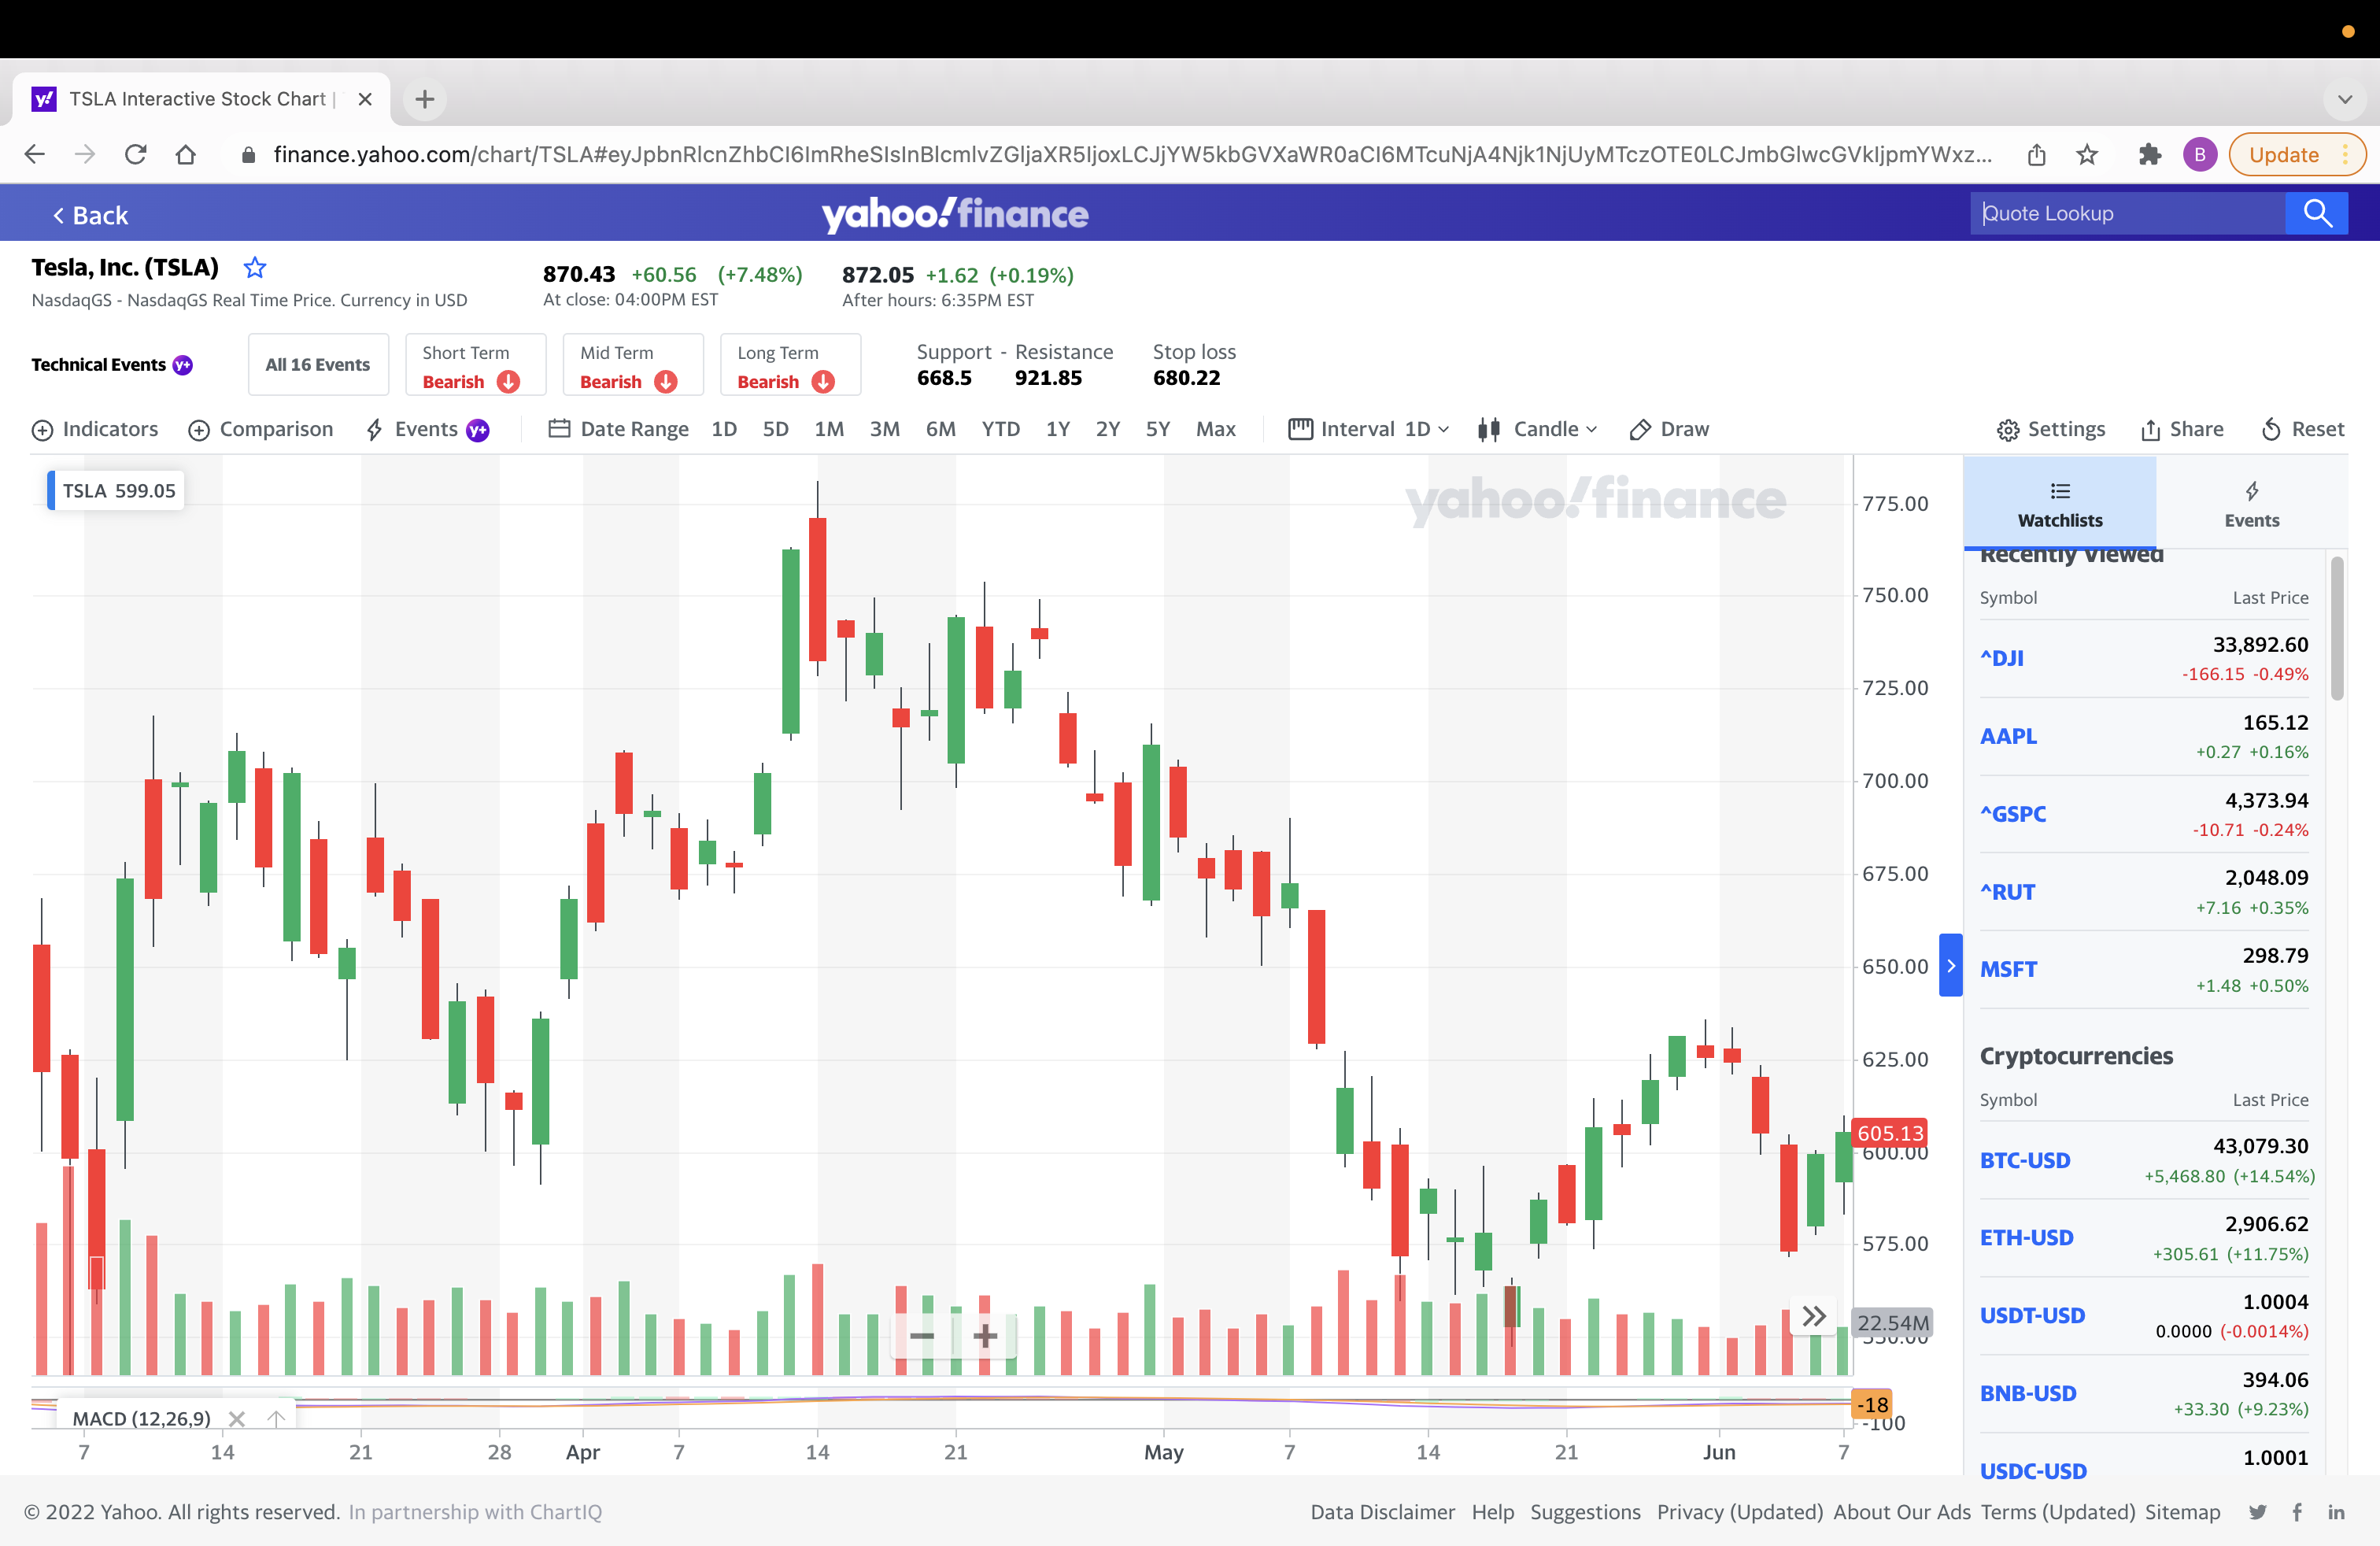 TSLA Interactive Stock Chart |
finance.yahoo.com/chart/TSLA#eyJpbnRlcnZhbCI6ImRheSIsInBlcmlvZGljaXR5IjoxLCJjYW5kbGVXaWR0aCI6MTcuNjA4Njk1NjUyMTczOTE0LCJmbGlwcGVkIjpmYWxz...
B
Update
Back
yahoo!finance
Quote Lookup
Tesla, Inc. (TSLA)
NasdaqGS - NasdaqGS Real Time Price. Currency in USD
870.43 +60.56 (+7.48%)
At close: 04:00PM EST
872.05 +1.62 (+0.19%)
After hours: 6:35PM EST
Technical Events y+
All 16 Events
Short Term
Bearish
Mid Term
Bearish
Long Term
Bearish
Support - Resistance
668.5 921.85
Stop loss
680.22
Indicators Comparison Events y+ Date Range 1D 5D 1M 3M 6M YTD 1Y 2Y 5Y Max Interval 1D Candle Draw Settings Share Reset
TSLA 599.05
yahoo!finance
775.00
750.00
725.00
700.00
675.00
650.00
625.00
605.13
600.00
575.00
22.54M
550.00
-18
-100
MACD (12,26,9)
7 14 21 28 Apr 7 14 21 May 7 14 21 Jun 7
Watchlists
Events
Recently Viewed
Symbol Last Price
^DJI 33,892.60
-166.15 -0.49%
AAPL 165.12
+0.27 +0.16%
^GSPC 4,373.94
-10.71 -0.24%
^RUT 2,048.09
+7.16 +0.35%
MSFT 298.79
+1.48 +0.50%
Cryptocurrencies
Symbol Last Price
BTC-USD 43,079.30
+5,468.80 (+14.54%)
ETH-USD 2,906.62
+305.61 (+11.75%)
USDT-USD 1.0004
0.0000 (-0.0014%)
BNB-USD 394.06
+33.30 (+9.23%)
USDC-USD 1.0001
© 2022 Yahoo. All rights reserved. In partnership with ChartIQ
Data Disclaimer Help Suggestions Privacy (Updated) About Our Ads Terms (Updated) Sitemap